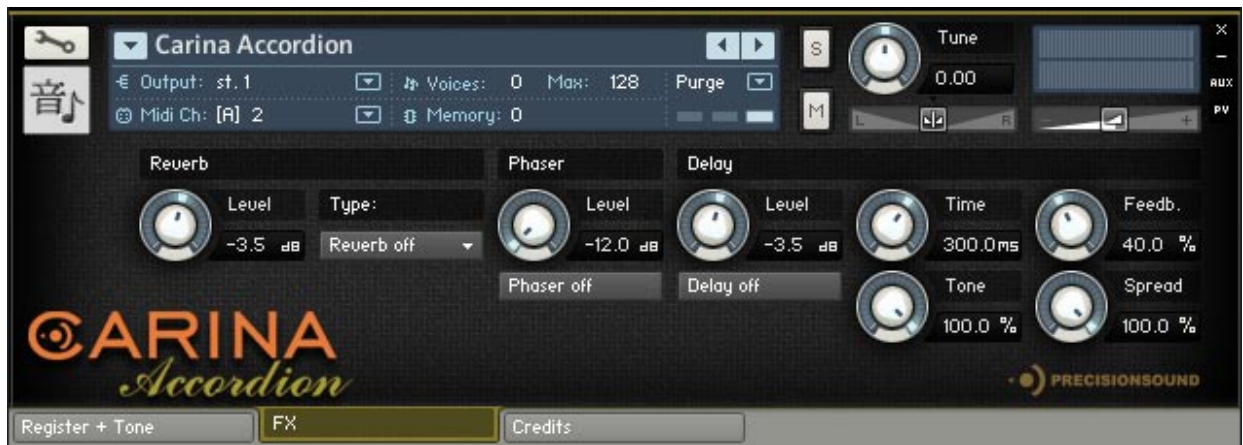 Carina Accordion
S
Tune
×
–
Output: st. 1
Voices: 0 Max: 128
Purge
0.00
AUX
音♪
Midi Ch: [A] 2
Memory: 0
M
L R
- +
PV
Reverb
Phaser
Delay
Level
Type:
Level
Level
Time
Feedb.
-3.5 dB
Reverb off
-12.0 dB
-3.5 dB
300.0ms
40.0 %
Phaser off
Delay off
Tone
Spread
100.0 %
100.0 %
CARINA
Accordion
PRECISIONSOUND
Register + Tone
FX
Credits